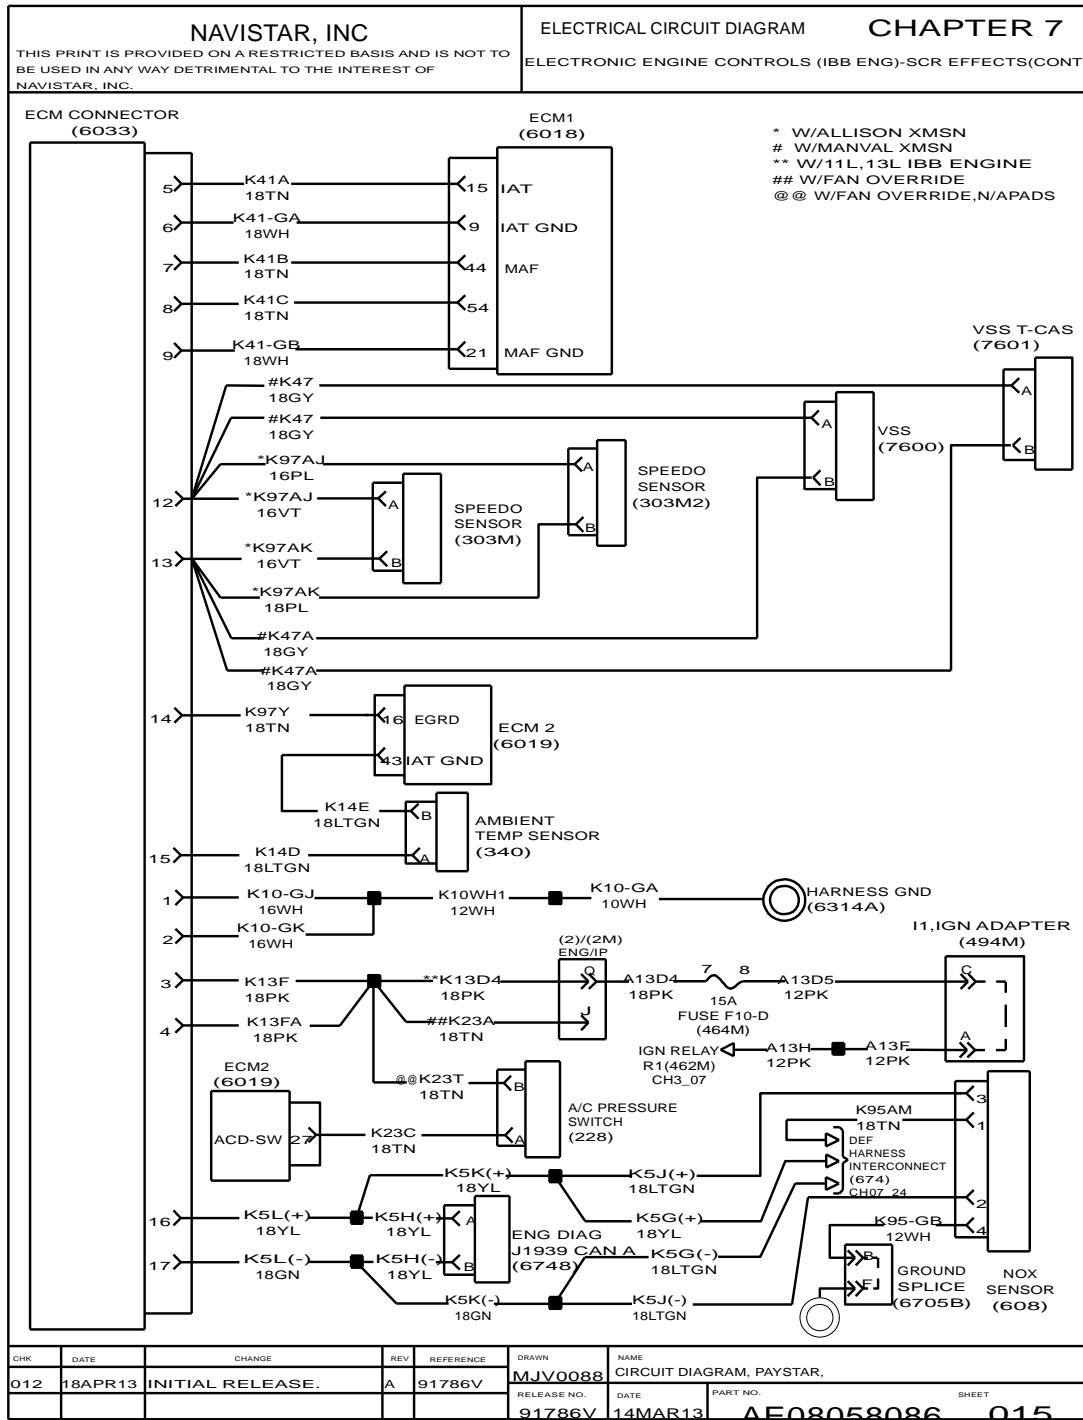 NAVISTAR, INC
THIS PRINT IS PROVIDED ON A RESTRICTED BASIS AND IS NOT TO
BE USED IN ANY WAY DETRIMENTAL TO THE INTEREST OF
NAVISTAR, INC.
ELECTRICAL CIRCUIT DIAGRAM CHAPTER 7
ELECTRONIC ENGINE CONTROLS (IBB ENG)-SCR EFFECTS(CONT
ECM CONNECTOR
(6033)
ECM1
(6018)
* W/ALLISON XMSN
# W/MANVAL XMSN
** W/11L,13L IBB ENGINE
## W/FAN OVERRIDE
@@ W/FAN OVERRIDE,N/APADS
5 K41A 15 IAT
18TN
6 K41-GA 9 IAT GND
18WH
7 K41B 44 MAF
18TN
8 K41C 54
18TN
9 K41-GB 21 MAF GND
18WH
VSS T-CAS
(7601)
#K47 A
18GY
#K47 A
18GY
VSS
(7600)
B
B
*K97AJ A
16PL
SPEEDO
SENSOR
(303M2)
B
12 *K97AJ A
16VT
SPEEDO
SENSOR
(303M)
13 *K97AK B
16VT
*K97AK
18PL
#K47A
18GY
#K47A
18GY
14 K97Y 16 EGRD
18TN
ECM 2
(6019)
43 IAT GND
K14E B
18LTGN
AMBIENT
TEMP SENSOR
(340)
15 K14D A
18LTGN
1 K10-GJ K10WH1 K10-GA
16WH 12WH 10WH
HARNESS GND
(6314A)
2 K10-GK
16WH
(2)/(2M)
ENG/IP
I1,IGN ADAPTER
(494M)
3 K13F **K13D4 Q A13D4 7 8 A13D5 C
18PK 18PK 18PK 15A 12PK
FUSE F10-D
(464M)
4 K13FA ##K23A J
18PK 18TN
IGN RELAY A13H A13F A
R1(462M) 12PK 12PK
CH3_07
ECM2
(6019)
@@K23T B
18TN
A/C PRESSURE
SWITCH
(228)
ACD-SW 27 K23C A
18TN
3
K95AM 1
18TN
DEF
HARNESS
INTERCONNECT
(674)
CH07_24
K5K(+) K5J(+)
18YL 18LTGN
2
16 K5L(+) K5H(+) A K5G(+)
18YL 18YL 18YL
K95-GB 4
12WH
ENG DIAG
J1939 CAN A
(6748)
17 K5L(-) K5H(-) B K5G(-)
18GN 18YL 18LTGN
B
F
GROUND
SPLICE
(6705B)
NOX
SENSOR
(608)
K5K(-) K5J(-)
18GN 18LTGN
CHK DATE CHANGE REV REFERENCE DRAWN NAME
012 18APR13 INITIAL RELEASE. A 91786V MJV0088 CIRCUIT DIAGRAM, PAYSTAR,
RELEASE NO. DATE PART NO. SHEET
91786V 14MAR13 AF08058086 015